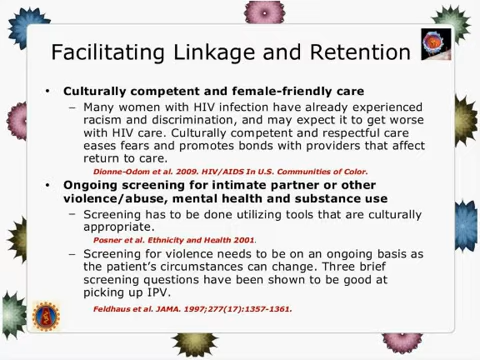 Facilitating Linkage and Retention
• Culturally competent and female-friendly care
– Many women with HIV infection have already experienced
racism and discrimination, and may expect it to get worse
with HIV care. Culturally competent and respectful care
eases fears and promotes bonds with providers that affect
return to care.
Dionne-Odom et al. 2009. HIV/AIDS In U.S. Communities of Color.
• Ongoing screening for intimate partner or other
violence/abuse, mental health and substance use
– Screening has to be done utilizing tools that are culturally
appropriate.
Posner et al. Ethnicity and Health 2001.
– Screening for violence needs to be on an ongoing basis as
the patient's circumstances can change. Three brief
screening questions have been shown to be good at
picking up IPV.
Feldhaus et al. JAMA. 1997;277(17):1357-1361.